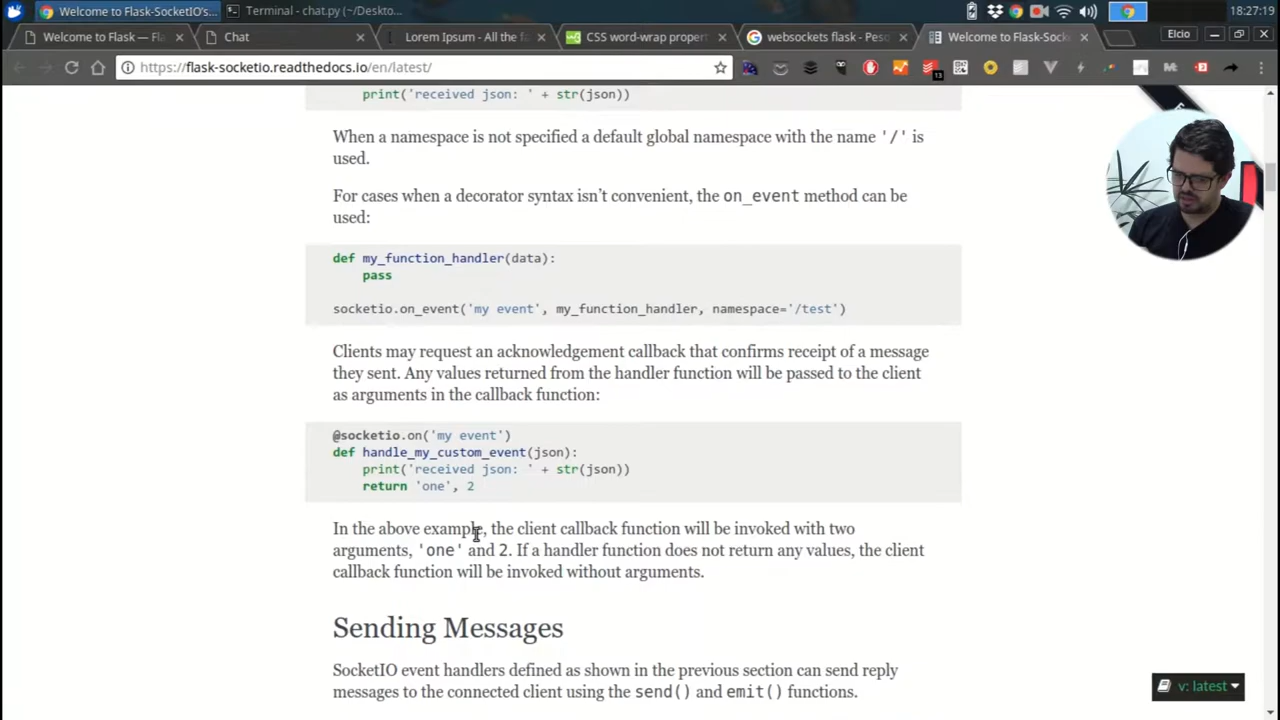 Welcome to Flask-SocketIO's...
Terminal - chat.py (~/Deskto...
18:27:19
Welcome to Flask — Fl
Chat
Lorem Ipsum - All the fa
CSS word-wrap propert
websockets flask - Pesq
Welcome to Flask-Sock
Elcio
https://flask-socketio.readthedocs.io/en/latest/
13
print('received json: ' + str(json))
When a namespace is not specified a default global namespace with the name '/' is
used.
For cases when a decorator syntax isn’t convenient, the on_event method can be
used:
def my_function_handler(data):
pass
socketio.on_event('my event', my_function_handler, namespace='/test')
Clients may request an acknowledgement callback that confirms receipt of a message
they sent. Any values returned from the handler function will be passed to the client
as arguments in the callback function:
@socketio.on('my event')
def handle_my_custom_event(json):
print('received json: ' + str(json))
return 'one', 2
In the above example, the client callback function will be invoked with two
arguments, 'one' and 2. If a handler function does not return any values, the client
callback function will be invoked without arguments.
Sending Messages
SocketIO event handlers defined as shown in the previous section can send reply
messages to the connected client using the send() and emit() functions.
v: latest